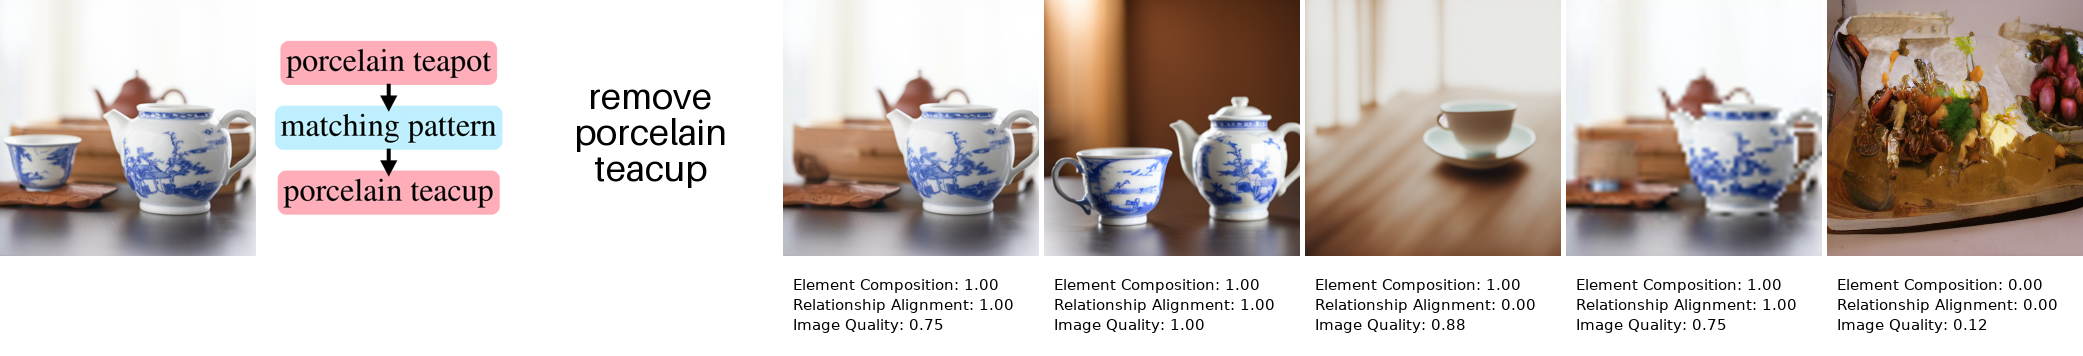 porcelain teapot
matching pattern
porcelain teacup
remove
porcelain
teacup
Element Composition: 1.00
Relationship Alignment: 1.00
Image Quality: 0.75
Element Composition: 1.00
Relationship Alignment: 1.00
Image Quality: 1.00
Element Composition: 1.00
Relationship Alignment: 0.00
Image Quality: 0.88
Element Composition: 1.00
Relationship Alignment: 1.00
Image Quality: 0.75
Element Composition: 0.00
Relationship Alignment: 0.00
Image Quality: 0.12